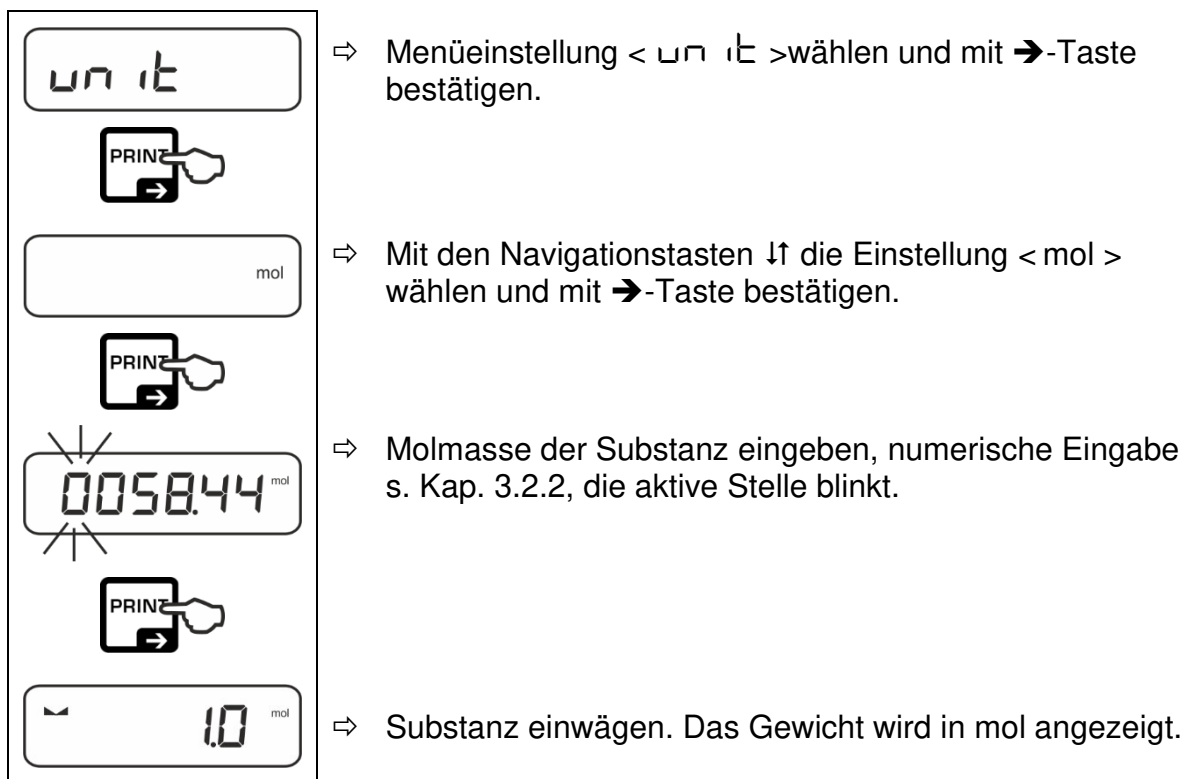 unit
⇨ Menüeinstellung < unit >wählen und mit ➔-Taste
bestätigen.
PRINT
mol
⇨ Mit den Navigationstasten ↓↑ die Einstellung < mol >
wählen und mit ➔-Taste bestätigen.
PRINT
0058.44 mol
⇨ Molmasse der Substanz eingeben, numerische Eingabe
s. Kap. 3.2.2, die aktive Stelle blinkt.
PRINT
1.0 mol
⇨ Substanz einwägen. Das Gewicht wird in mol angezeigt.